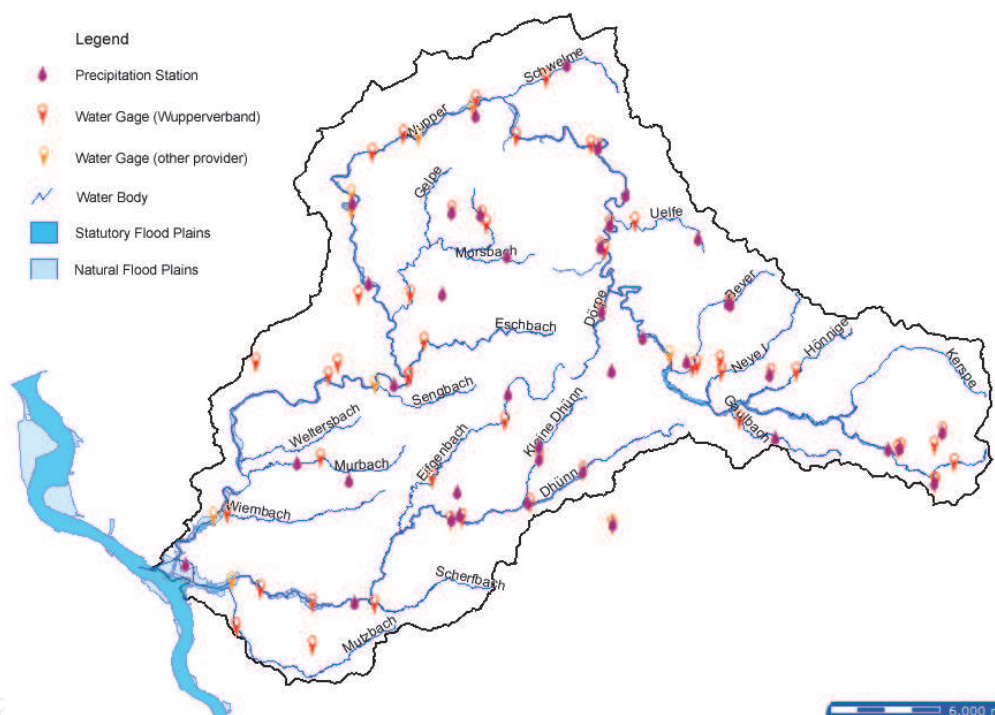 Legend
Precipitation Station
Water Gage (Wupperverband)
Water Gage (other provider)
Water Body
Statutory Flood Plains
Natural Flood Plains
Schwelme
Wupper
Gelpe
Uelfe
Morsbach
Bever
Dörpe
Eschbach
Neye
Hönnige
Kerspe
Sengbach
Gaulbach
Weltersbach
Kleine Dhünn
Eifgenbach
Murbach
Dhünn
Wiembach
Scherfbach
Mutzbach
6.000